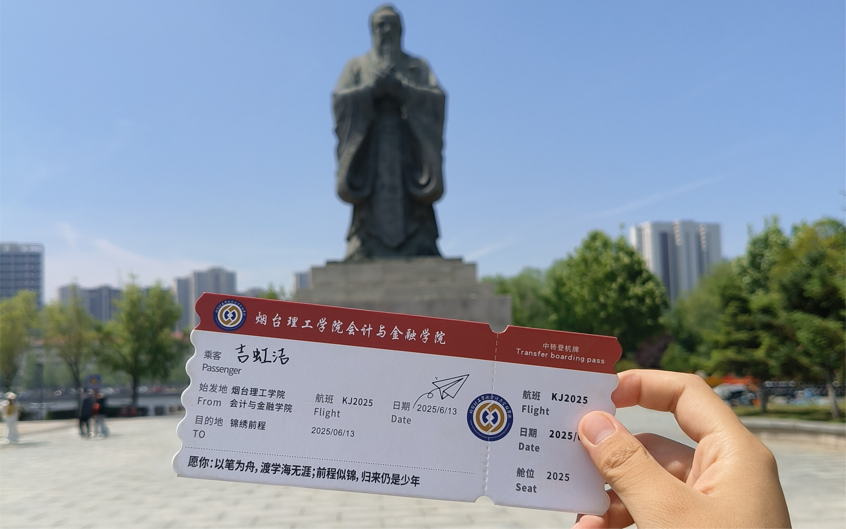 烟台理工学院会计与金融学院
乘客 吉虹洁
Passenger
始发地 烟台理工学院
From 会计与金融学院
目的地 锦绣前程
TO
航班 KJ2025
Flight
2025/06/13
日期 2025/6/13
Date
愿你：以笔为舟，渡学海无涯；前程似锦，归来仍是少年
中转登机牌
Transfer boarding pass
航班 KJ2025
Flight
日期 2025/
Date
舱位 2025
Seat